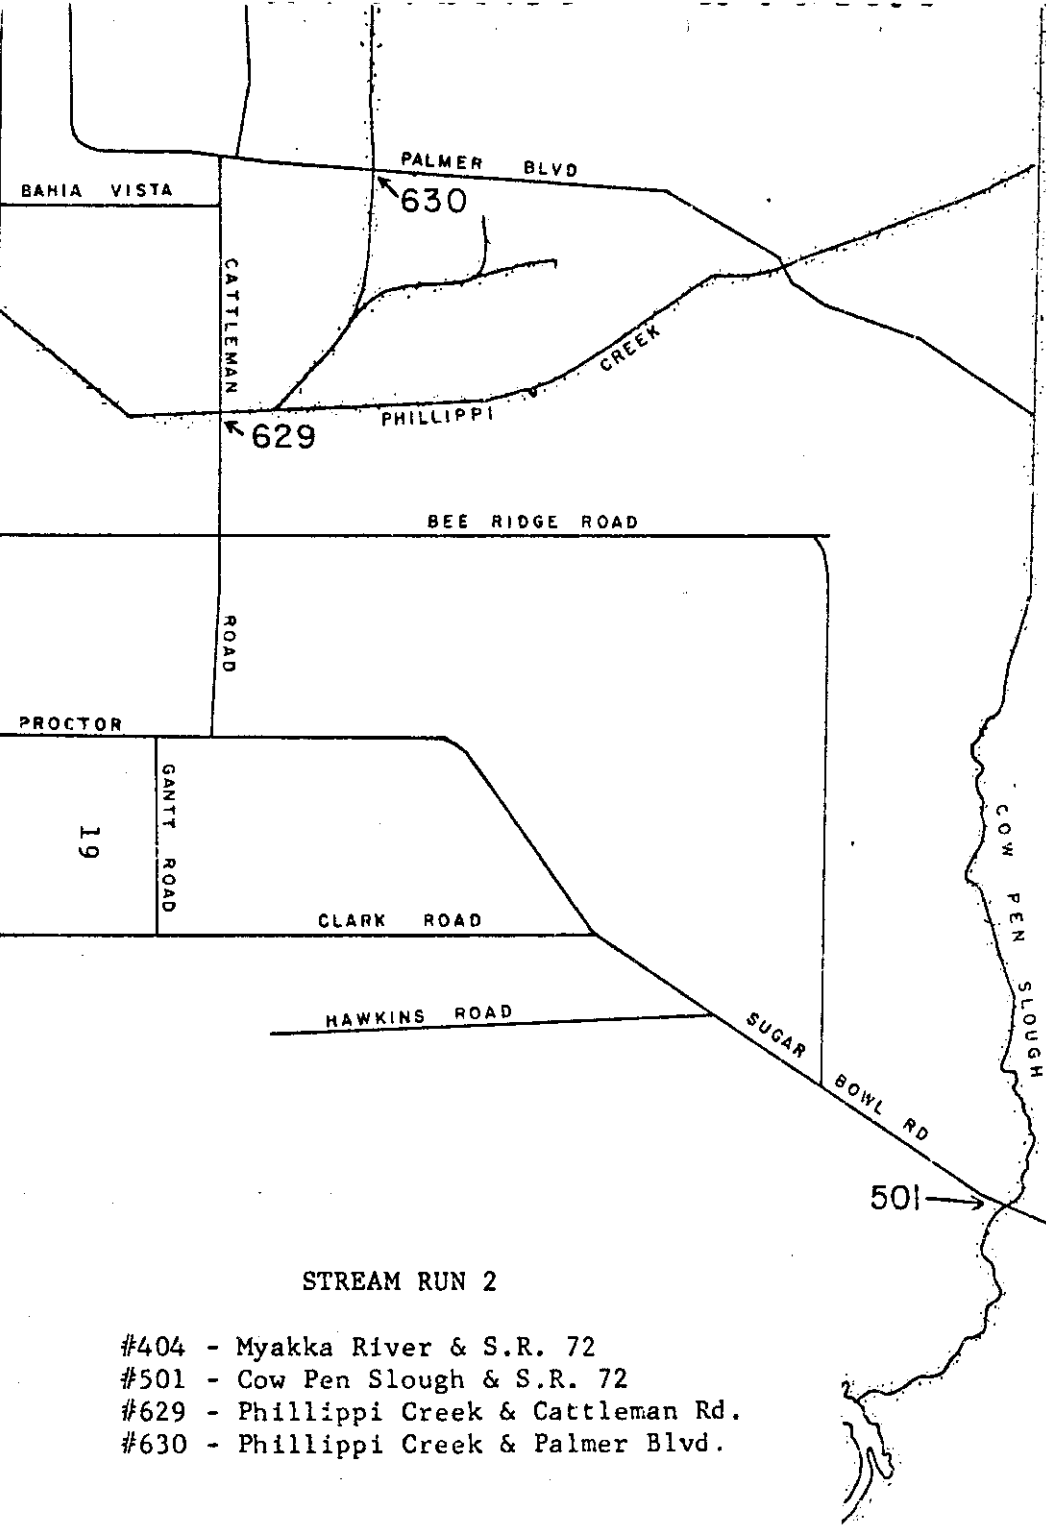 PALMER BLVD
BAHIA VISTA
630
CATTLEMAN
CREEK
PHILLIPPI
629
BEE RIDGE ROAD
ROAD
PROCTOR
GANTT ROAD
19
COW PEN SLOUGH
CLARK ROAD
HAWKINS ROAD
SUGAR BOWL RD
501
STREAM RUN 2
#404 - Myakka River & S.R. 72
#501 - Cow Pen Slough & S.R. 72
#629 - Phillippi Creek & Cattleman Rd.
#630 - Phillippi Creek & Palmer Blvd.